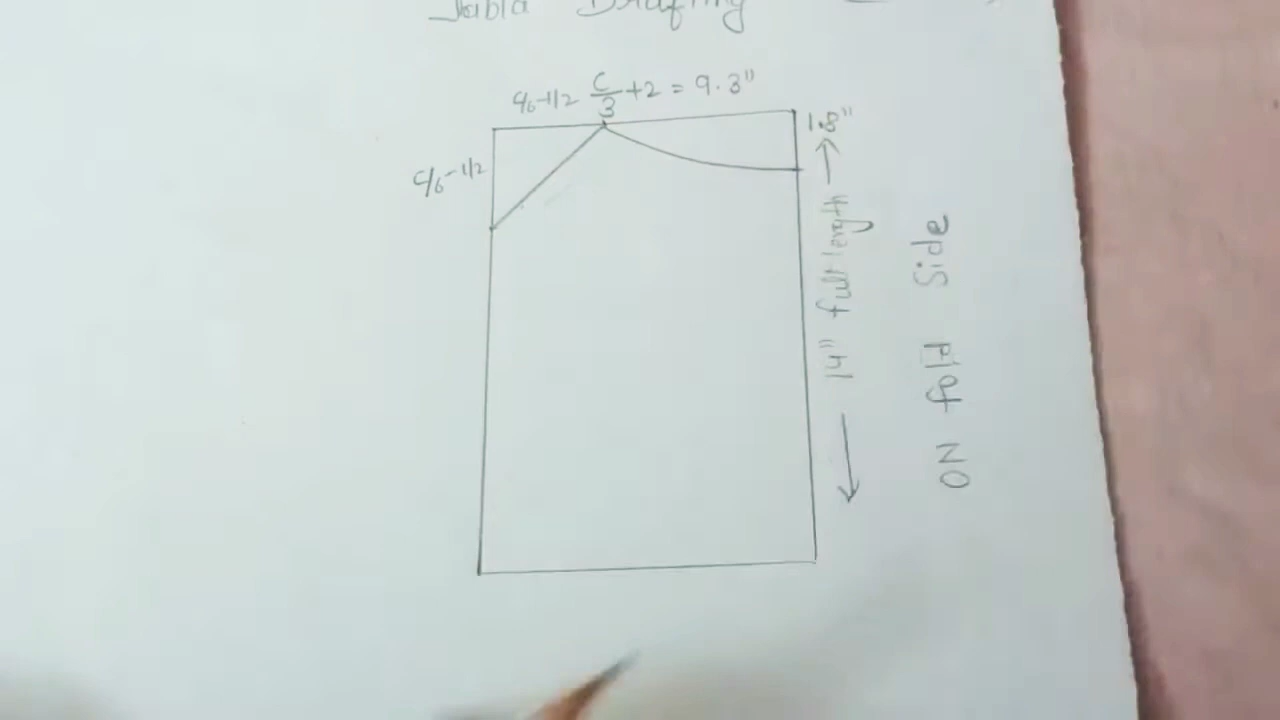 Jabla Drafting
C/6-1/2 C/3 +2 = 9.3"
1.8"
C/6-1/2
14" full length
ON fold Side